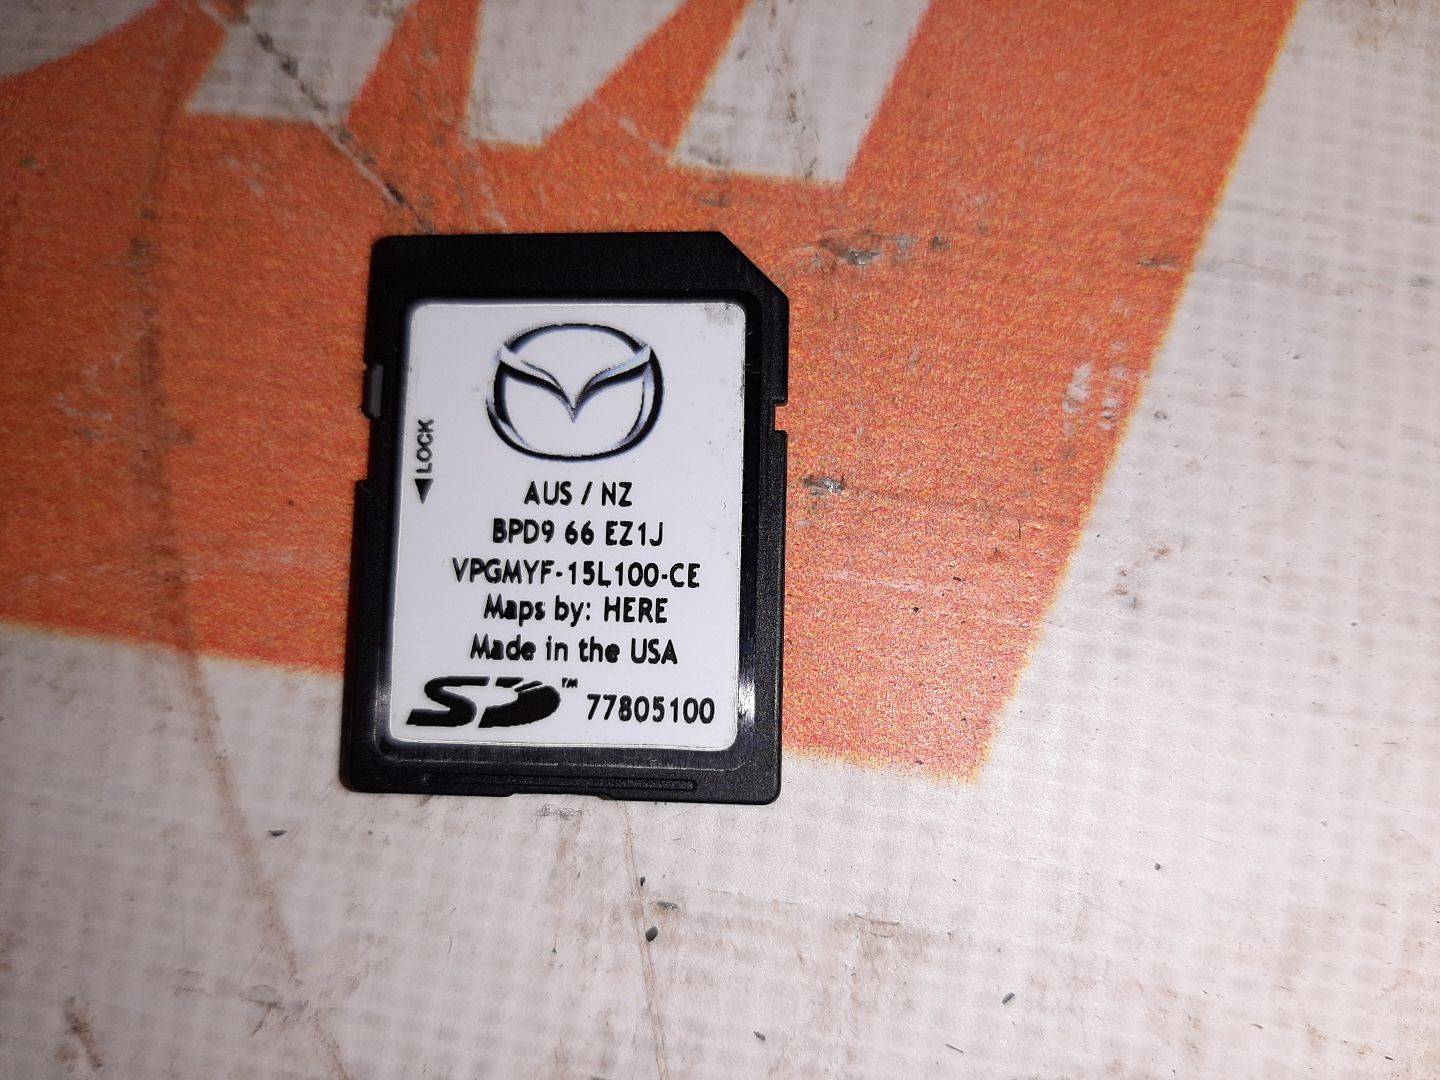 LOCK
AUS / NZ
BPD9 66 EZ1J
VPGMYF-15L100-CE
Maps by: HERE
Made in the USA
SD™ 77805100